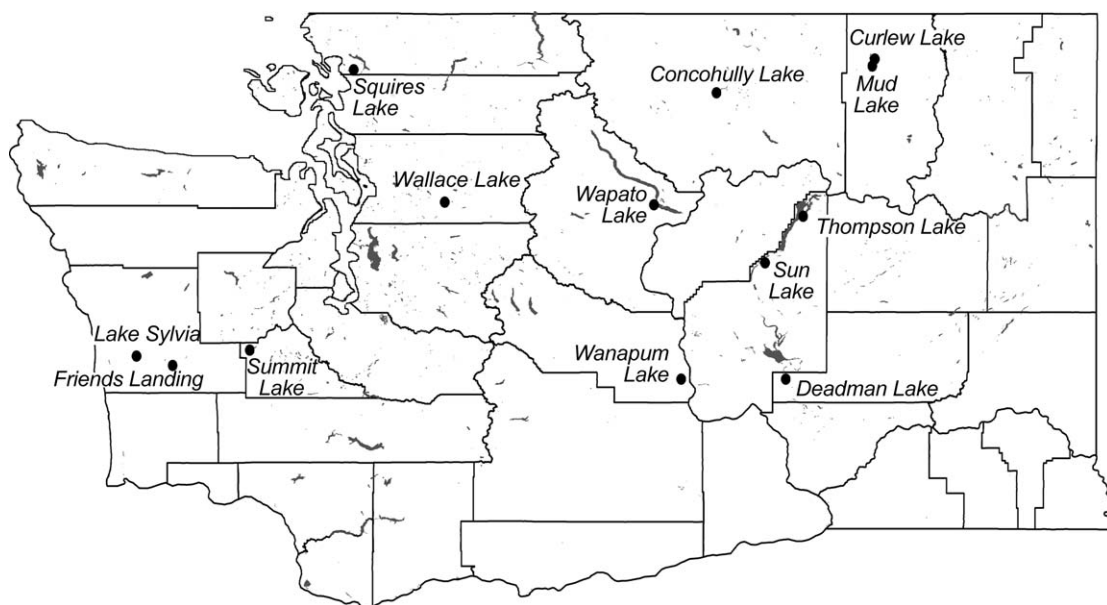 Curlew Lake
Mud
Lake
Concohully Lake
Squires
Lake
Wallace Lake
Wapato
Lake
Thompson Lake
Sun
Lake
Lake Sylvia
Friends Landing
Summit
Lake
Wanapum
Lake
Deadman Lake